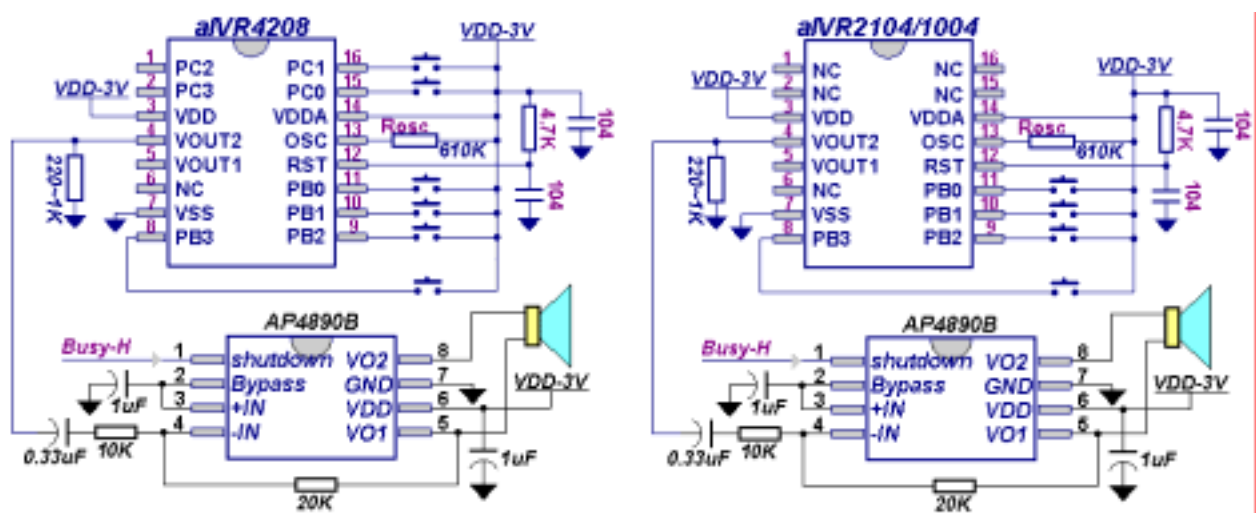 aIVR4208
VDD-3V
1 PC2 PC1 16
2 PC3 PC0 15
VDD-3V
3 VDD VDDA 14
4 VOUT2 OSC 13
Rosc
610K
4.7K
104
5 VOUT1 RST 12
6 NC PB0 11
7 VSS PB1 10
8 PB3 PB2 9
220~1K
104
AP4890B
Busy-H
1 shutdown VO2 8
2 Bypass GND 7
3 +IN VDD 6
4 -IN VO1 5
VDD-3V
1uF
0.33uF
10K
1uF
20K
aIVR2104/1004
VDD-3V
1 NC NC 16
2 NC NC 15
VDD-3V
3 VDD VDDA 14
4 VOUT2 OSC 13
Rosc
610K
4.7K
104
5 VOUT1 RST 12
6 NC PB0 11
7 VSS PB1 10
8 PB3 PB2 9
220~1K
104
AP4890B
Busy-H
1 shutdown VO2 8
2 Bypass GND 7
3 +IN VDD 6
4 -IN VO1 5
VDD-3V
1uF
0.33uF
10K
1uF
20K